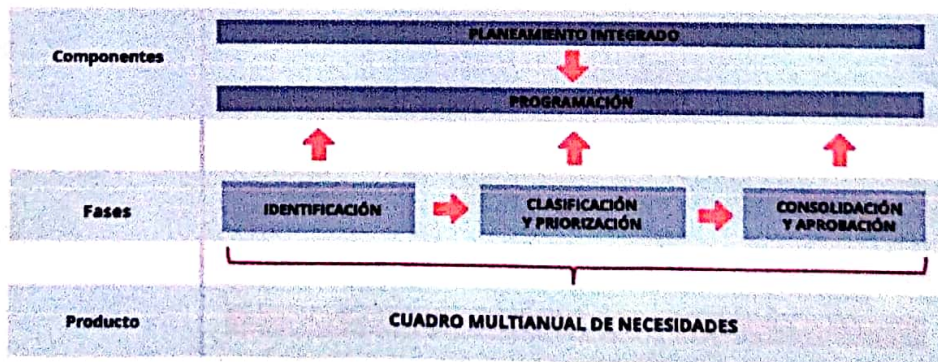 Componentes
PLANEAMIENTO INTEGRADO
PROGRAMACIÓN
Fases
IDENTIFICACIÓN
CLASIFICACIÓN
Y PRIORIZACIÓN
CONSOLIDACIÓN
Y APROBACIÓN
Producto
CUADRO MULTIANUAL DE NECESIDADES